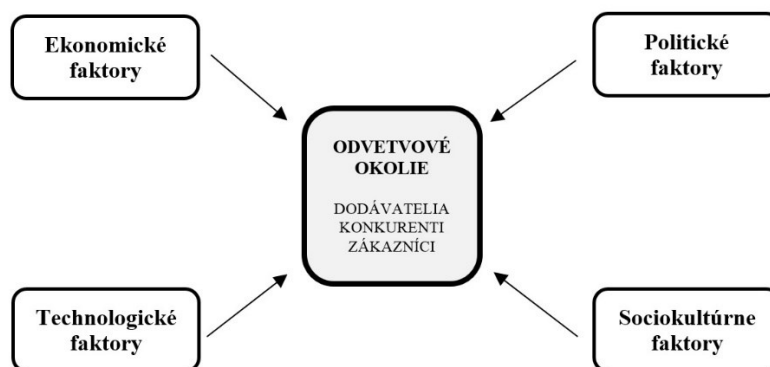 Ekonomické
faktory
Politické
faktory
ODVETVOVÉ
OKOLIE
DODÁVATELIA
KONKURENTI
ZÁKAZNÍCI
Technologické
faktory
Sociokultúrne
faktory